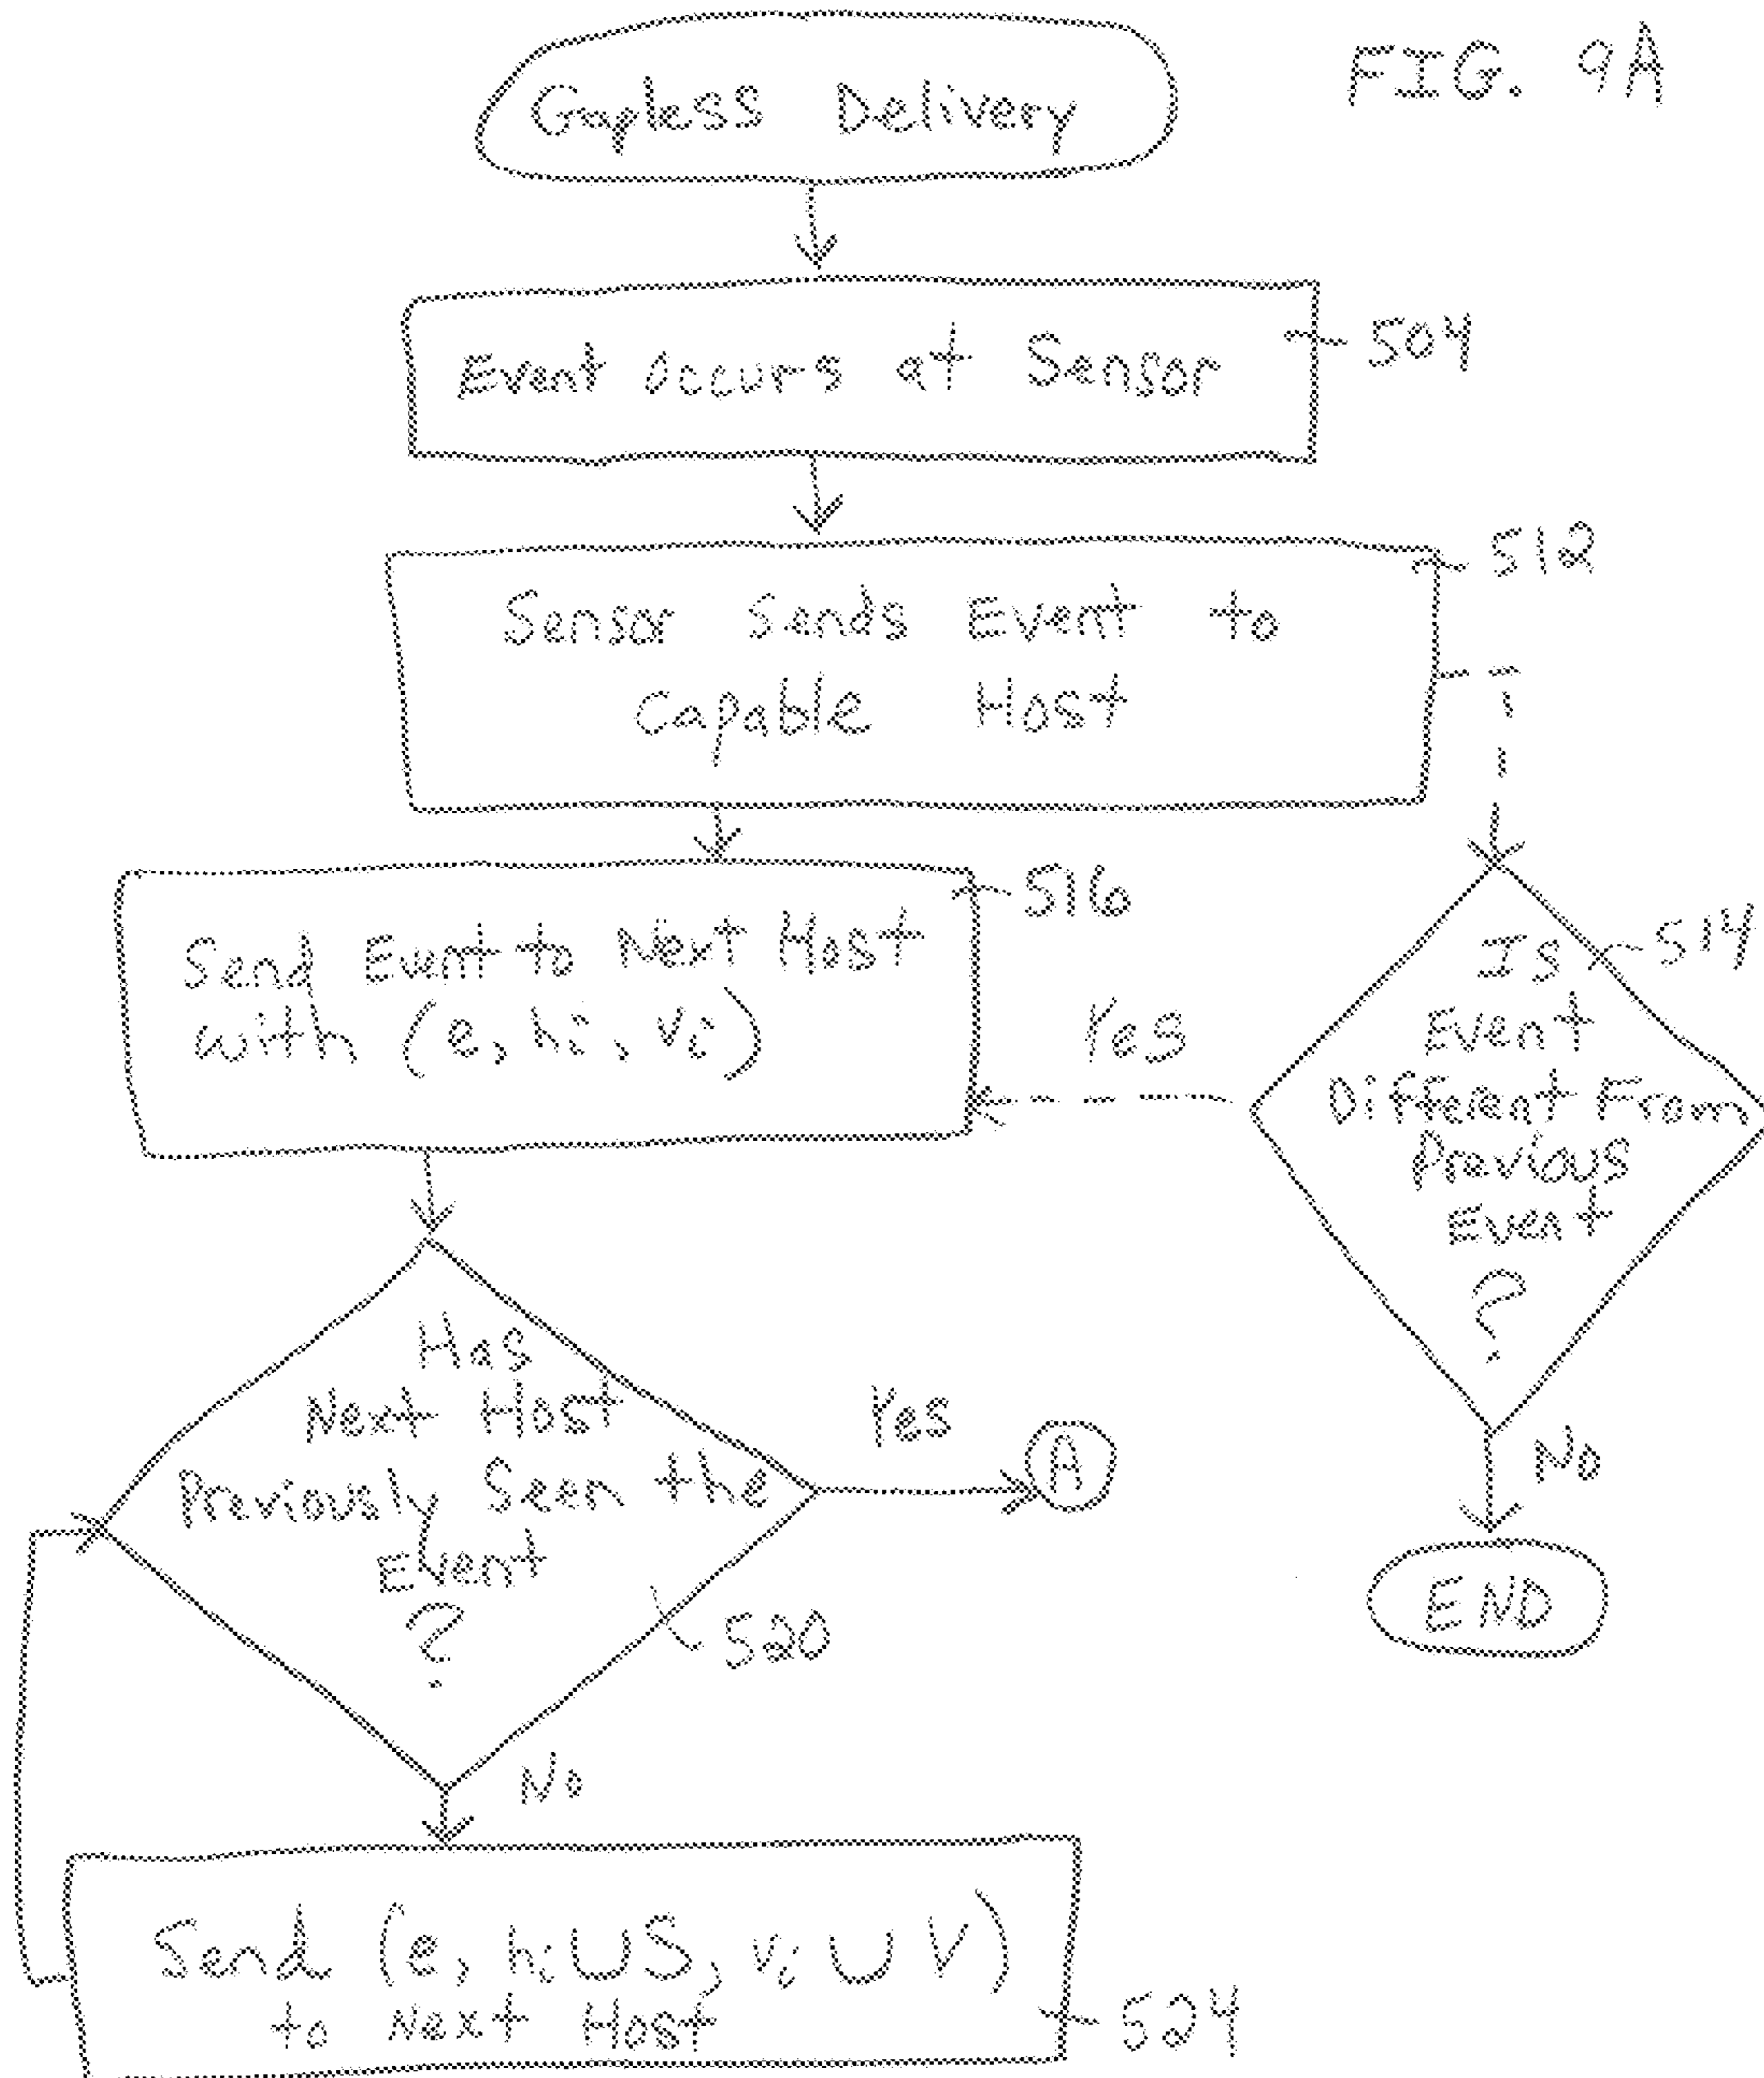 FIG. 9A
Gapless Delivery
Event Occurs at Sensor
504
Sensor Sends Event to
Capable Host
512
Send Event to Next Host
with (e, hi, vi)
516
Is
Event
Different From
Previous
Event
?
514
Yes
No
END
Has
Next Host
Previously Seen the
Event
?
520
Yes
A
No
Send (e, hi ∪ S, vi ∪ V)
to Next Host
524